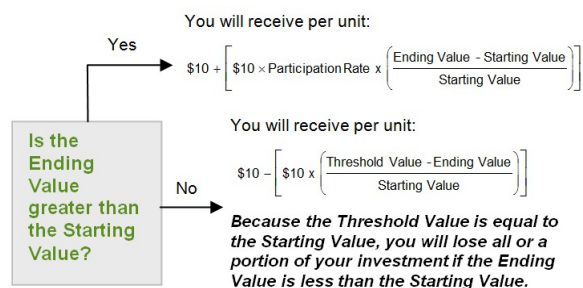 You will receive per unit:
Yes
$10 + [$10 × Participation Rate x (Ending Value - Starting Value / Starting Value)]
Is the
Ending
Value
greater than
the Starting
Value?
You will receive per unit:
No
$10 – [$10 x (Threshold Value - Ending Value / Starting Value)]
Because the Threshold Value is equal to
the Starting Value, you will lose all or a
portion of your investment if the Ending
Value is less than the Starting Value.